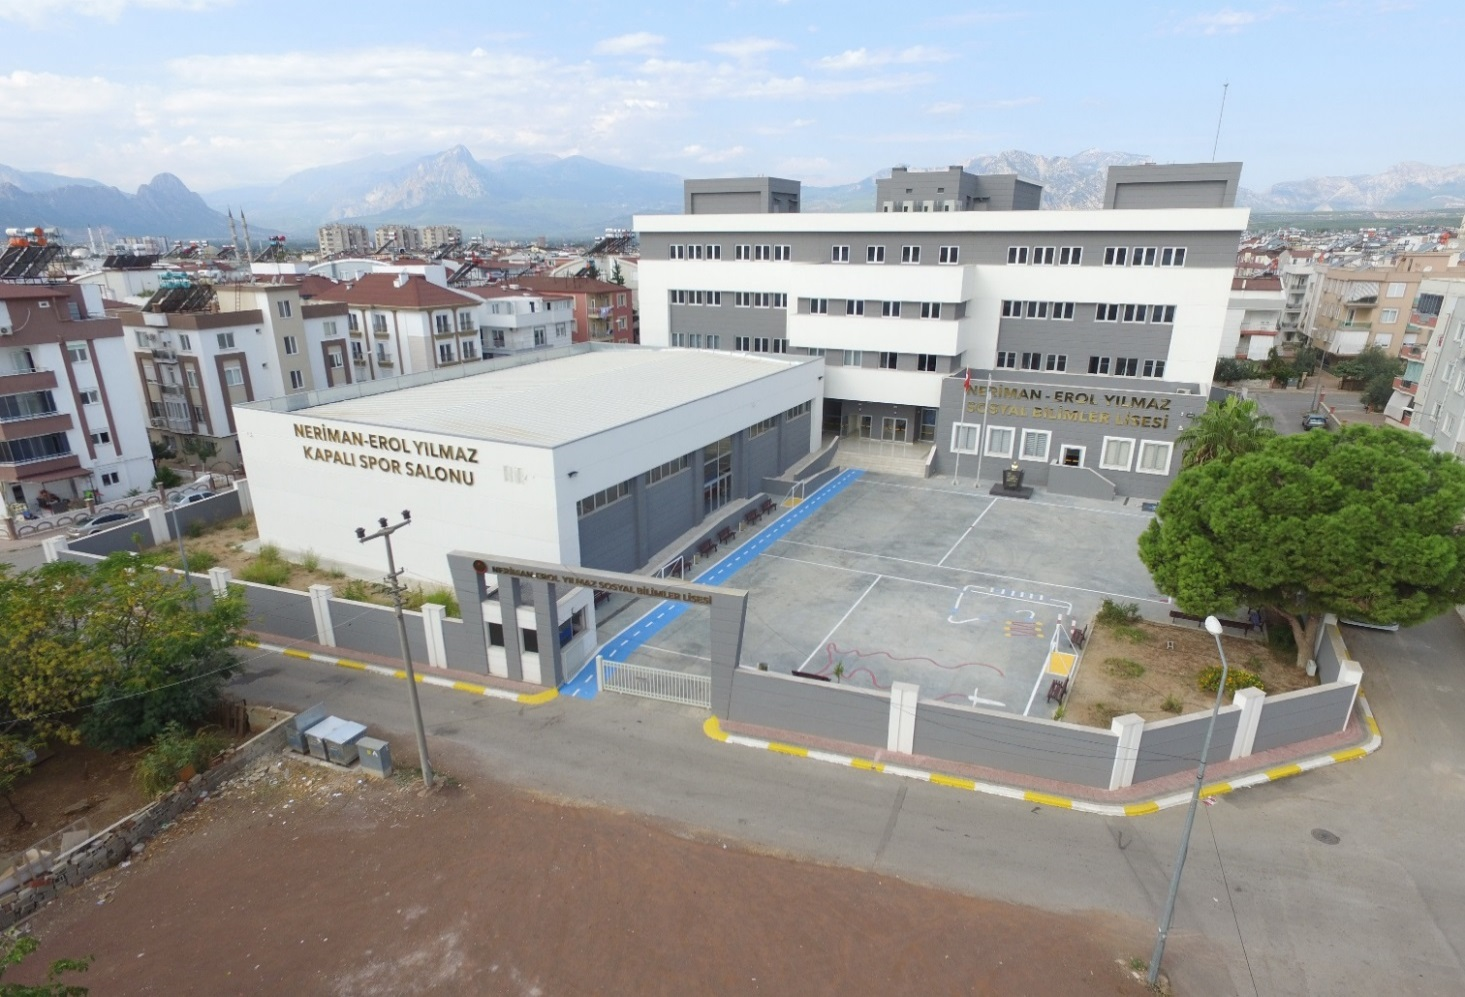 NERİMAN-EROL YILMAZ
KAPALI SPOR SALONU
NERİMAN - EROL YILMAZ
SOSYAL BİLİMLER LİSESİ
NERİMAN-EROL YILMAZ SOSYAL BİLİMLER LİSESİ